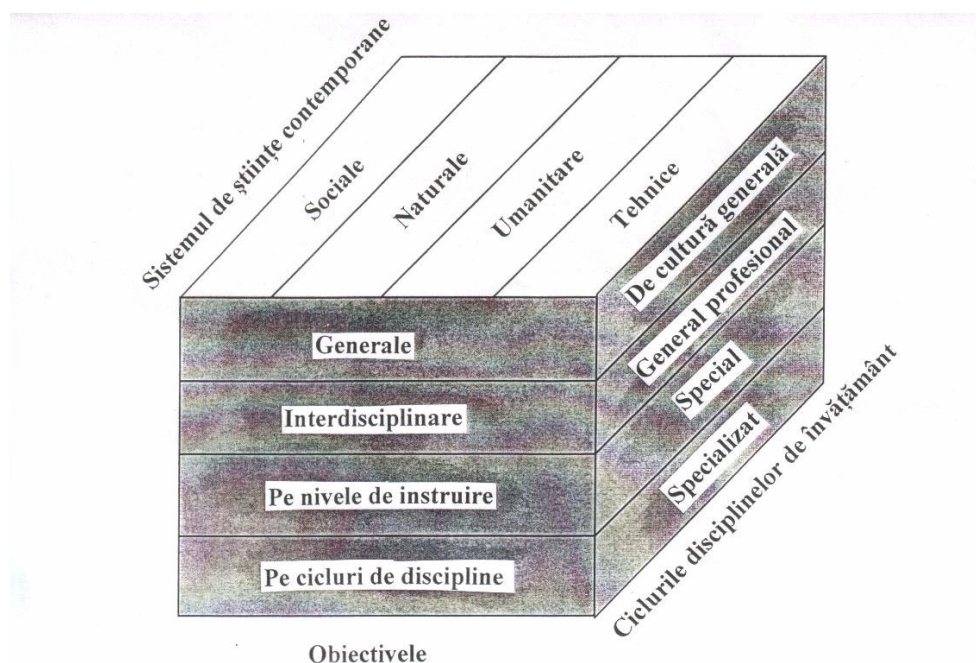 Sistemul de științe contemporane
Sociale
Naturale
Umanitare
Tehnice
Generale
Interdisciplinare
Pe nivele de instruire
Pe cicluri de discipline
De cultură generală
General profesional
Special
Specializat
Ciclurile disciplinelor de învățământ
Obiectivele